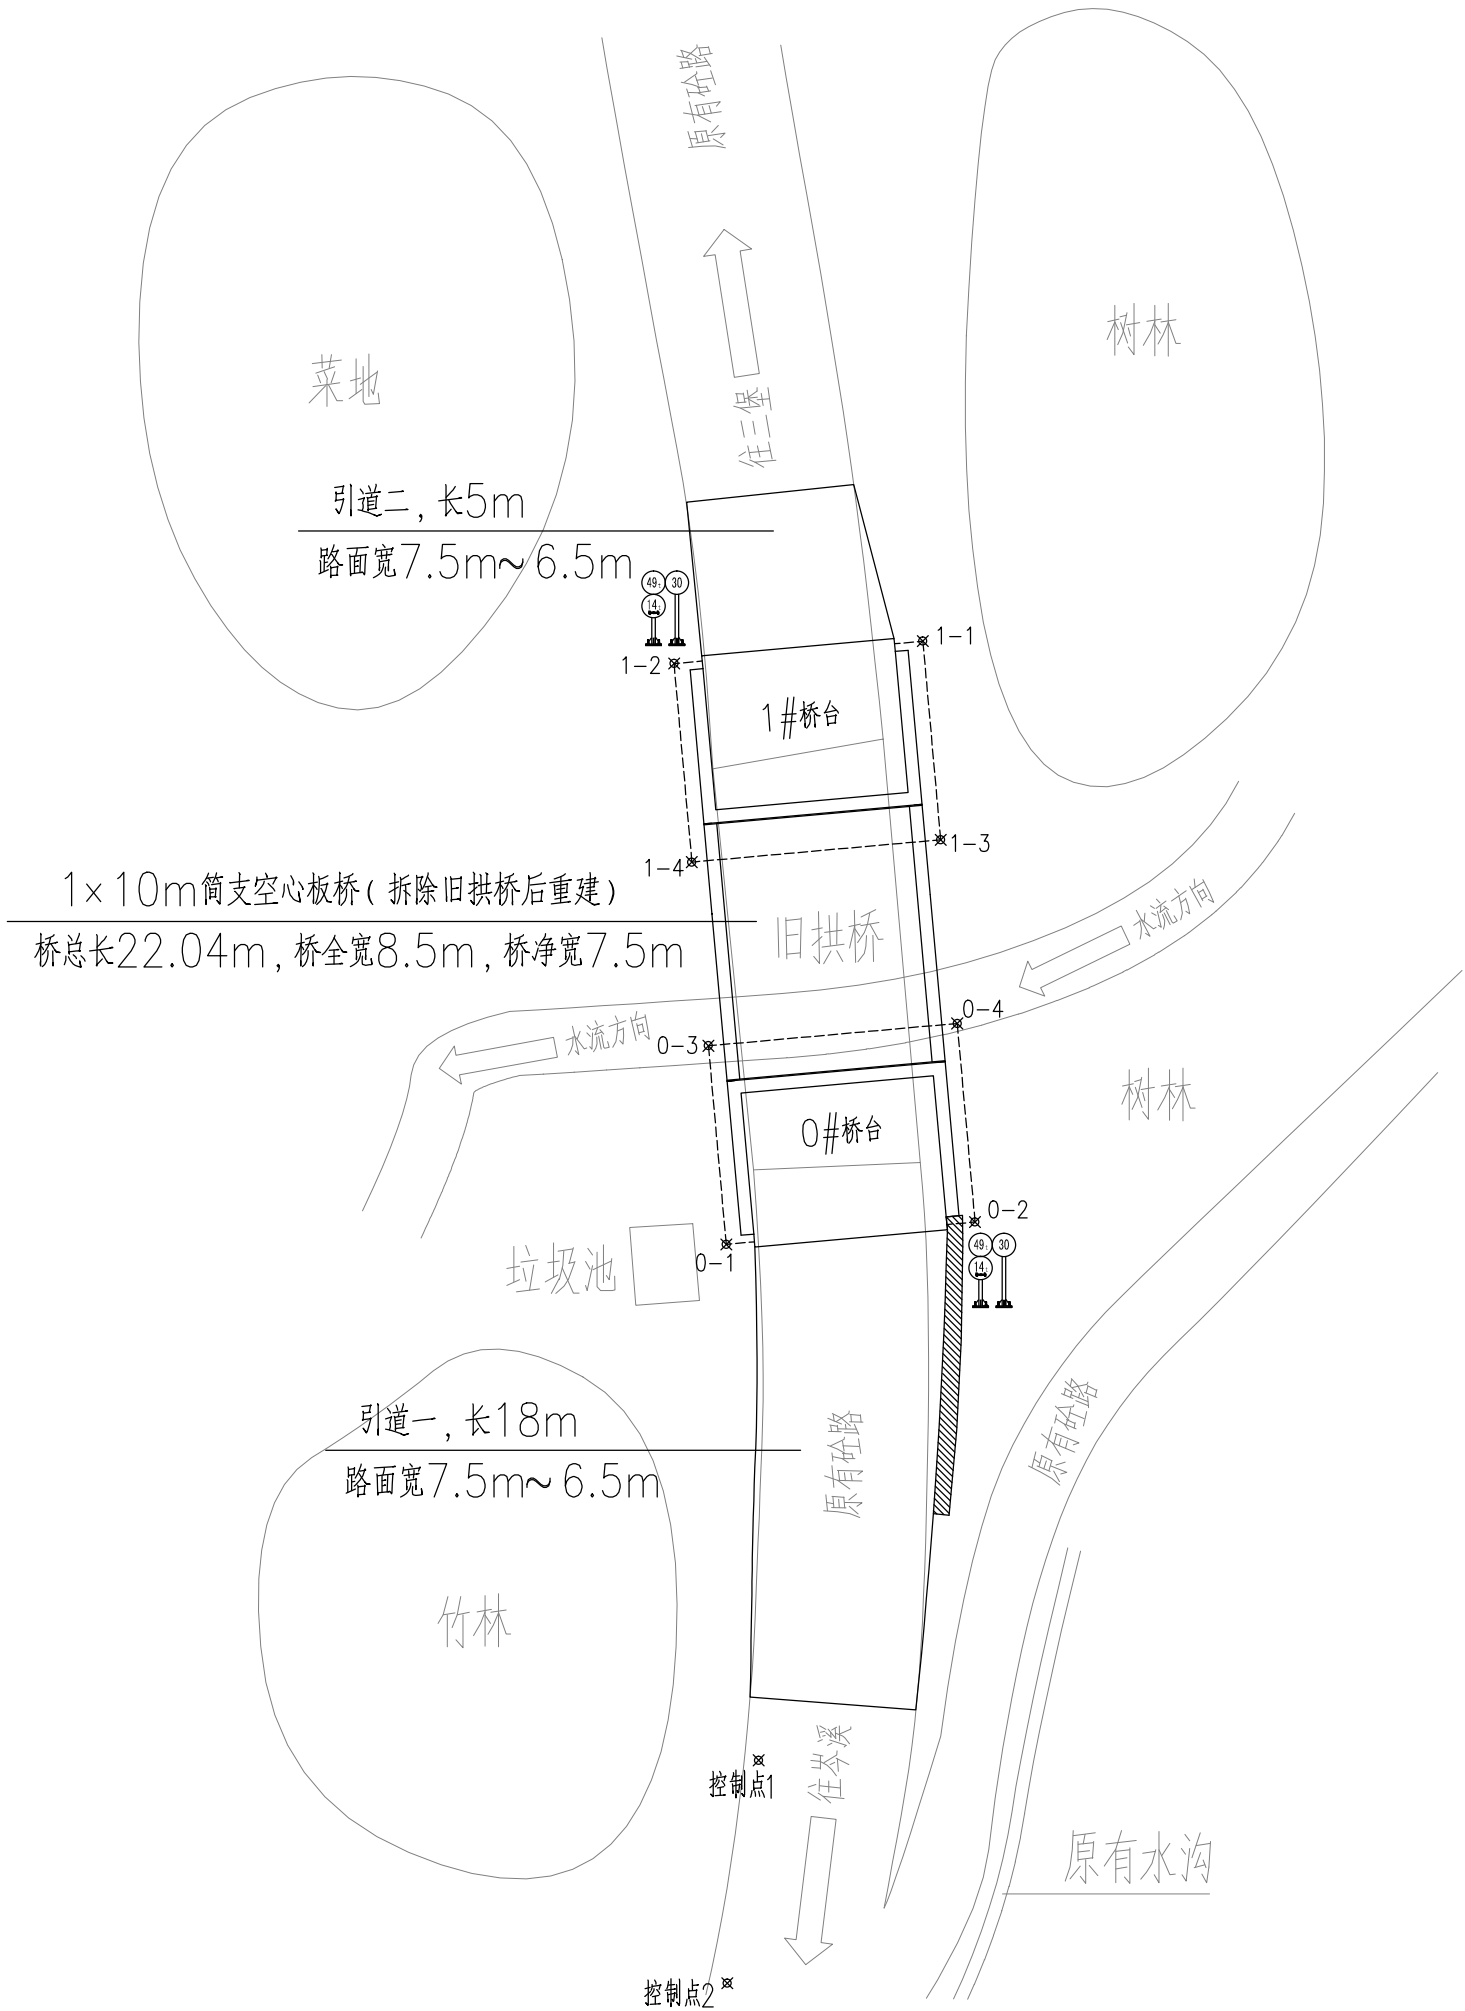 原有砼路
往三堡
菜地
树林
引道二，长5m
路面宽7.5m~6.5m
49t
30
14t
1-1
1-2
1#桥台
1-3
1-4
1×10m简支空心板桥(拆除旧拱桥后重建)
桥总长22.04m，桥全宽8.5m，桥净宽7.5m
旧拱桥
水流方向
0-4
水流方向
0-3
树林
0#桥台
0-2
49t
30
14t
0-1
垃圾池
引道一，长18m
路面宽7.5m~6.5m
原有砼路
原有砼路
竹林
往岑溪
控制点1
原有水沟
控制点2